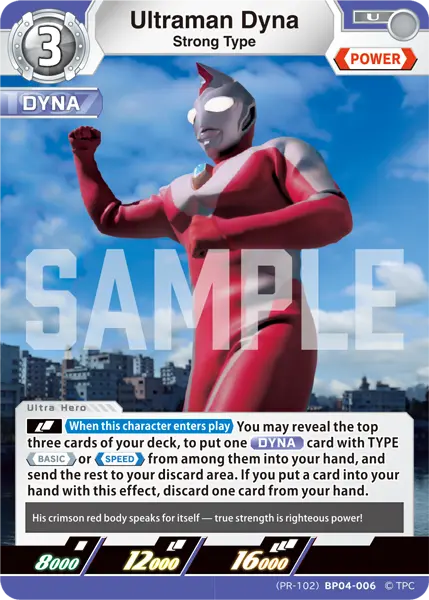 3
Ultraman Dyna
Strong Type
U
POWER
DYNA
SAMPLE
Ultra Hero
When this character enters play You may reveal the top
three cards of your deck, to put one DYNA card with TYPE
BASIC or SPEED from among them into your hand, and
send the rest to your discard area. If you put a card into your
hand with this effect, discard one card from your hand.
His crimson red body speaks for itself — true strength is righteous power!
8000 12000 16000
(PR-102) BP04-006 © TPC